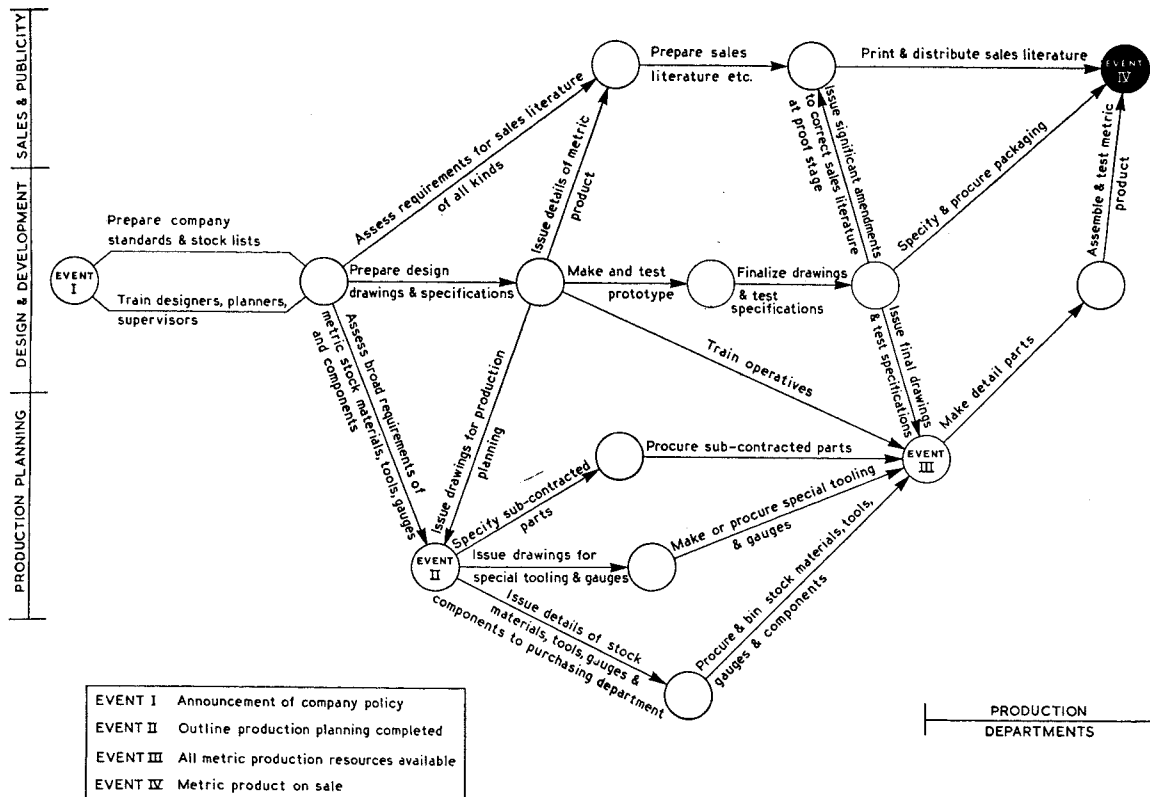 SALES & PUBLICITY
DESIGN & DEVELOPMENT
PRODUCTION PLANNING
EVENT
I
Prepare company
standards & stock lists
Train designers, planners,
supervisors
Assess requirements for sales literature
of all kinds
Prepare design
drawings & specifications
Assess broad requirements of
metric stock materials, tools, gauges
and components
Issue details of metric
product
Prepare sales
literature etc.
Make and test
prototype
Finalize drawings
& test
specifications
Issue significant amendments
to correct sales literature
at proof stage
Print & distribute sales literature
EVENT
IV
Specify & procure packaging
Assemble & test metric
product
Issue drawings for production
planning
Train operatives
Issue final drawings
& test specifications
Make detail parts
EVENT
II
Specify sub-contracted
parts
Procure sub-contracted parts
EVENT
III
Issue drawings for
special tooling & gauges
Make or procure special tooling
& gauges
Issue details of stock
materials, tools, gauges &
components to purchasing department
Procure & bin stock materials, tools,
gauges & components
EVENT I Announcement of company policy
EVENT II Outline production planning completed
EVENT III All metric production resources available
EVENT IV Metric product on sale
PRODUCTION
DEPARTMENTS